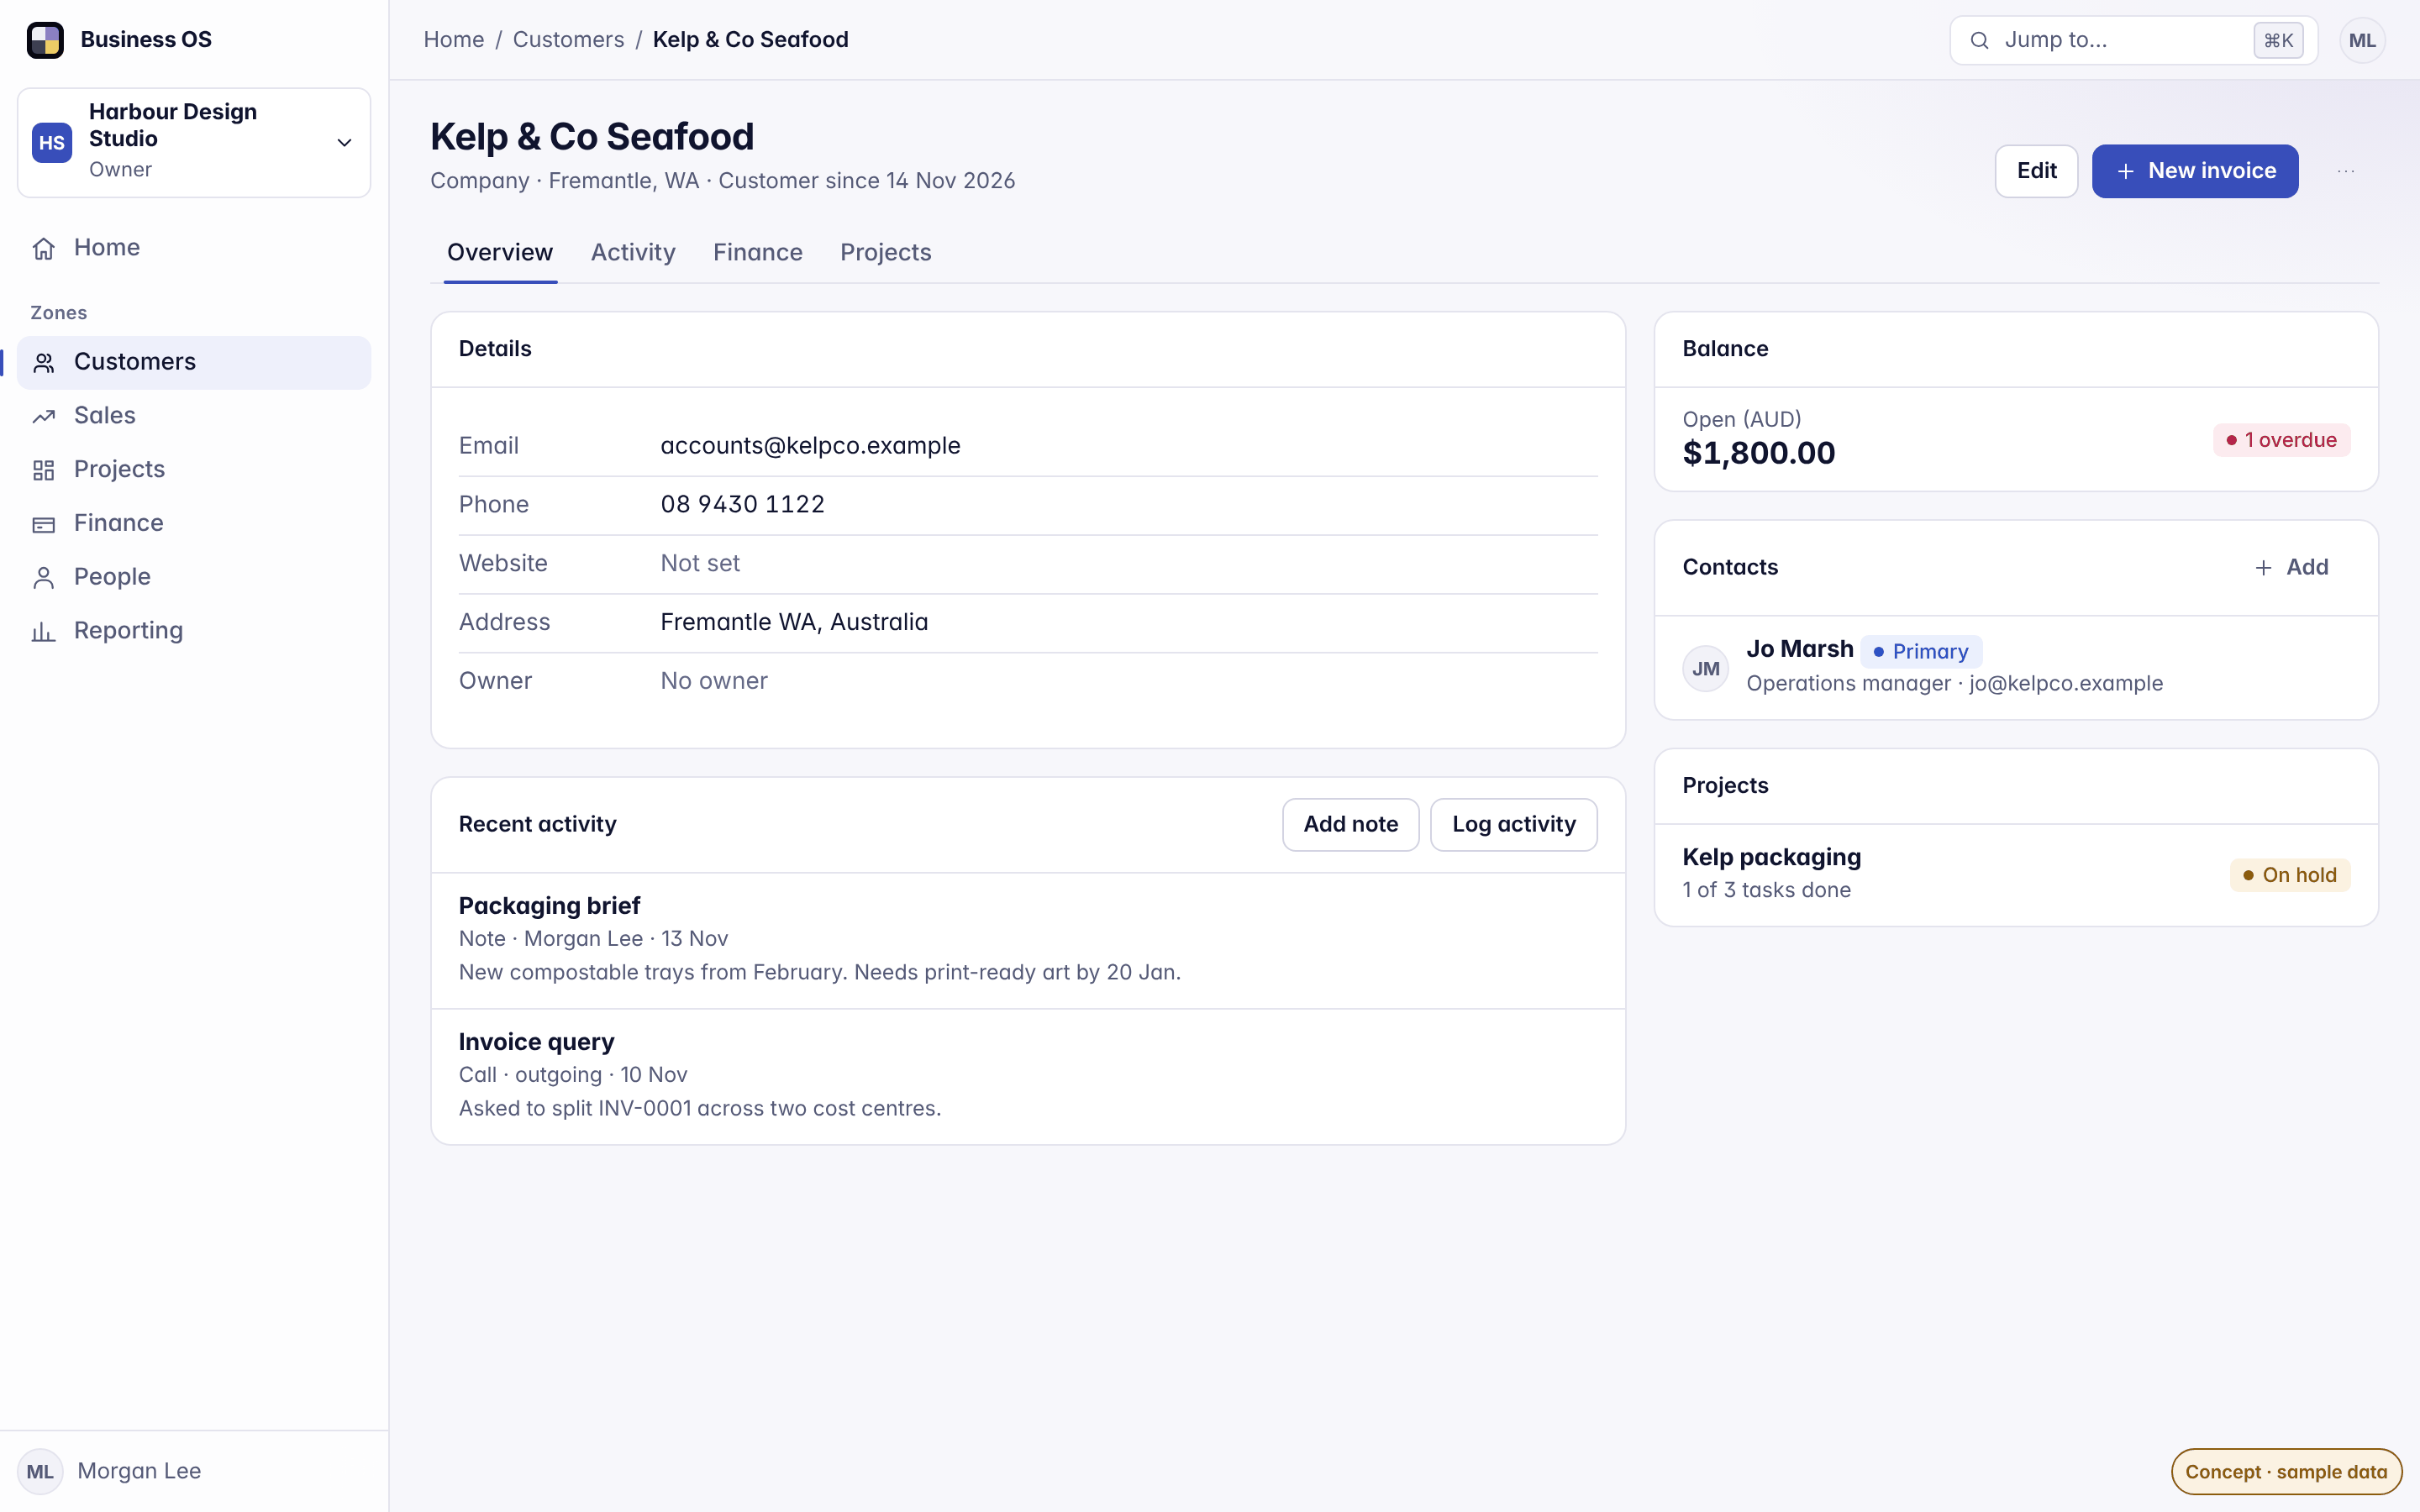 Business OS
HS
Harbour Design
Studio
Owner
Home
Zones
Customers
Sales
Projects
Finance
People
Reporting
ML
Morgan Lee
Home / Customers / Kelp & Co Seafood
Jump to...
⌘K
ML
Kelp & Co Seafood
Company · Fremantle, WA · Customer since 14 Nov 2026
Edit
+ New invoice
...
Overview
Activity
Finance
Projects
Details
Email accounts@kelpco.example
Phone 08 9430 1122
Website Not set
Address Fremantle WA, Australia
Owner No owner
Recent activity
Add note
Log activity
Packaging brief
Note · Morgan Lee · 13 Nov
New compostable trays from February. Needs print-ready art by 20 Jan.
Invoice query
Call · outgoing · 10 Nov
Asked to split INV-0001 across two cost centres.
Balance
Open (AUD)
$1,800.00
1 overdue
Contacts
+ Add
JM
Jo Marsh Primary
Operations manager · jo@kelpco.example
Projects
Kelp packaging
1 of 3 tasks done
On hold
Concept · sample data